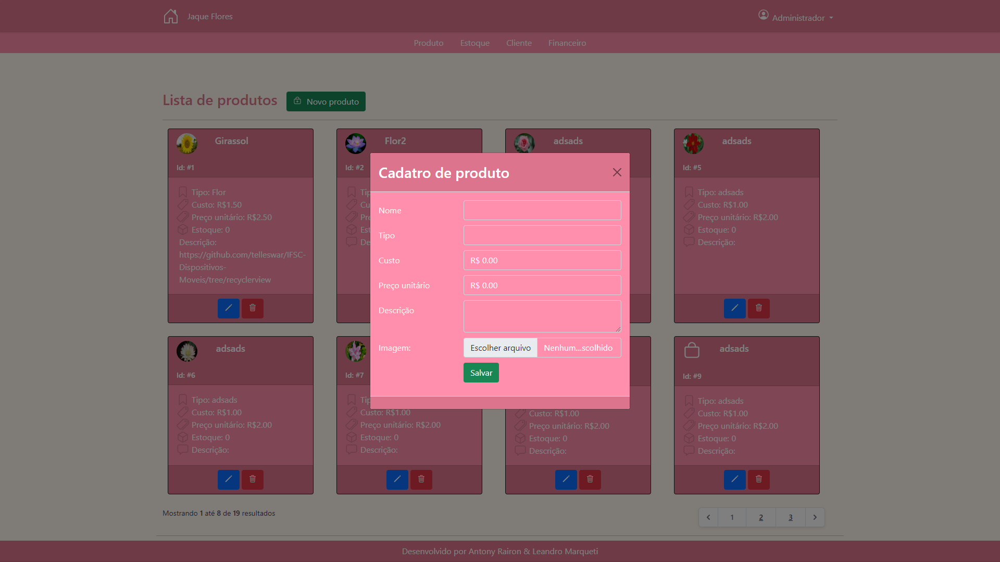 Jaque Flores
Administrador
Produto Estoque Cliente Financeiro
Lista de produtos
Novo produto
Girassol
Id: #1
Tipo: Flor
Custo: R$1.50
Preço unitário: R$2.50
Estoque: 0
Descrição:
https://github.com/telleswar/IFSC-
Dispositivos-
Moveis/tree/recyclerview
Flor2
Id: #2
adsads
adsads
Id: #5
Tipo: adsads
Custo: R$1.00
Preço unitário: R$2.00
Estoque: 0
Descrição:
Cadatro de produto
Nome
Tipo
Custo
R$ 0.00
Preço unitário
R$ 0.00
Descrição
Imagem:
Escolher arquivo
Nenhum...scolhido
Salvar
adsads
Id: #6
Tipo: adsads
Custo: R$1.00
Preço unitário: R$2.00
Estoque: 0
Descrição:
Id: #7
Custo: R$1.00
Preço unitário: R$2.00
Estoque: 0
Descrição:
Custo: R$1.00
Preço unitário: R$2.00
Estoque: 0
Descrição:
adsads
Id: #9
Tipo: adsads
Custo: R$1.00
Preço unitário: R$2.00
Estoque: 0
Descrição:
Mostrando 1 até 8 de 19 resultados
1 2 3
Desenvolvido por Antony Rairon & Leandro Marqueti